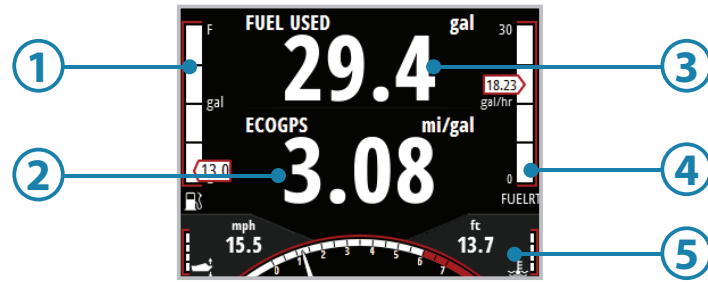 F FUEL USED gal 30
1 29.4 3
18.23
gal gal/hr
ECOGPS mi/gal
2 13.0 3.08 4
0
FUELRT
mph ft
15.5 13.7 5
0 1 2 3 4 5 6 7